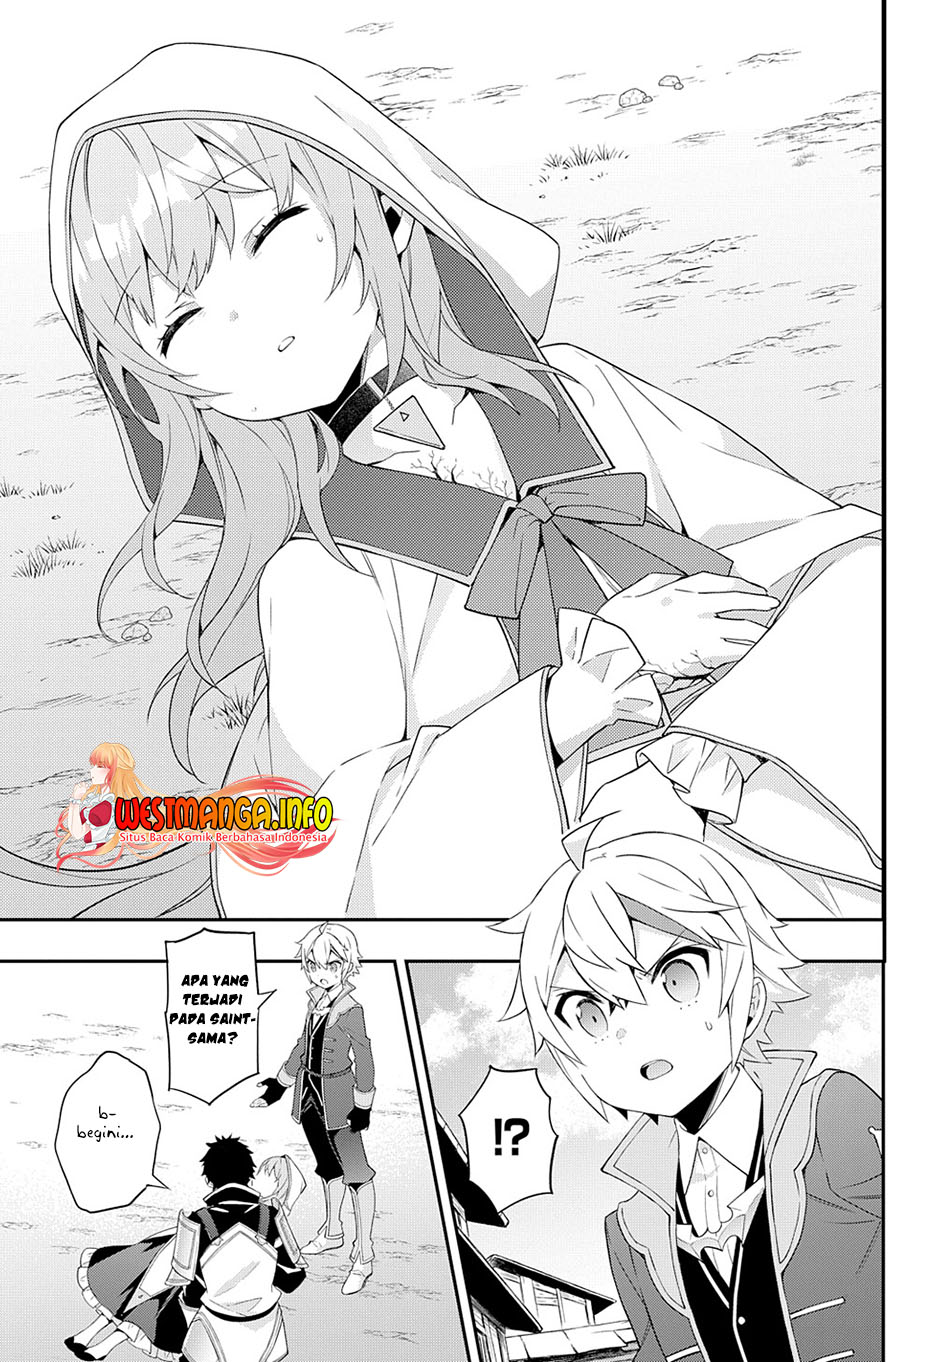 WESTMANGA.INFO
Situs Baca Komik Berbahasa Indonesia
!?
APA YANG
TERJADI
PADA SAINT-
SAMA?
b-
begini...